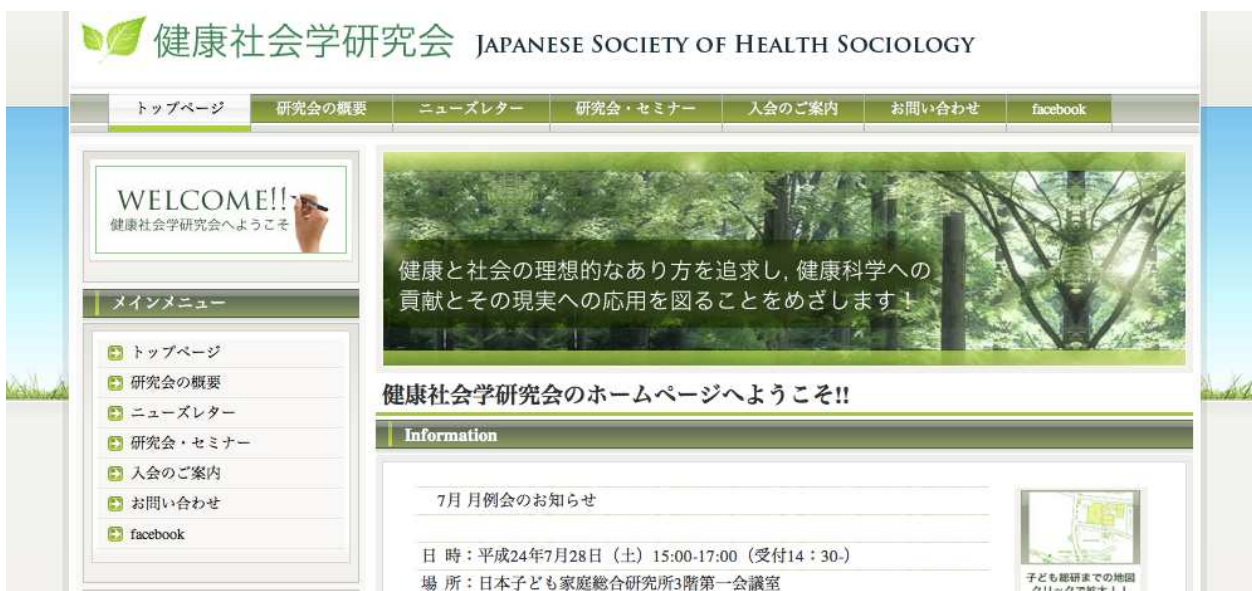 健康社会学研究会 JAPANESE SOCIETY OF HEALTH SOCIOLOGY
トップページ 研究会の概要 ニューズレター 研究会・セミナー 入会のご案内 お問い合わせ facebook
WELCOME!!
健康社会学研究会へようこそ
メインメニュー
トップページ
研究会の概要
ニューズレター
研究会・セミナー
入会のご案内
お問い合わせ
facebook
健康と社会の理想的なあり方を追求し, 健康科学への
貢献とその現実への応用を図ることをめざします！
健康社会学研究会のホームページへようこそ!!
Information
7月 月例会のお知らせ
日 時：平成24年7月28日（土）15:00-17:00（受付14：30-)
場 所：日本子ども家庭総合研究所3階第一会議室
子ども総研までの地図